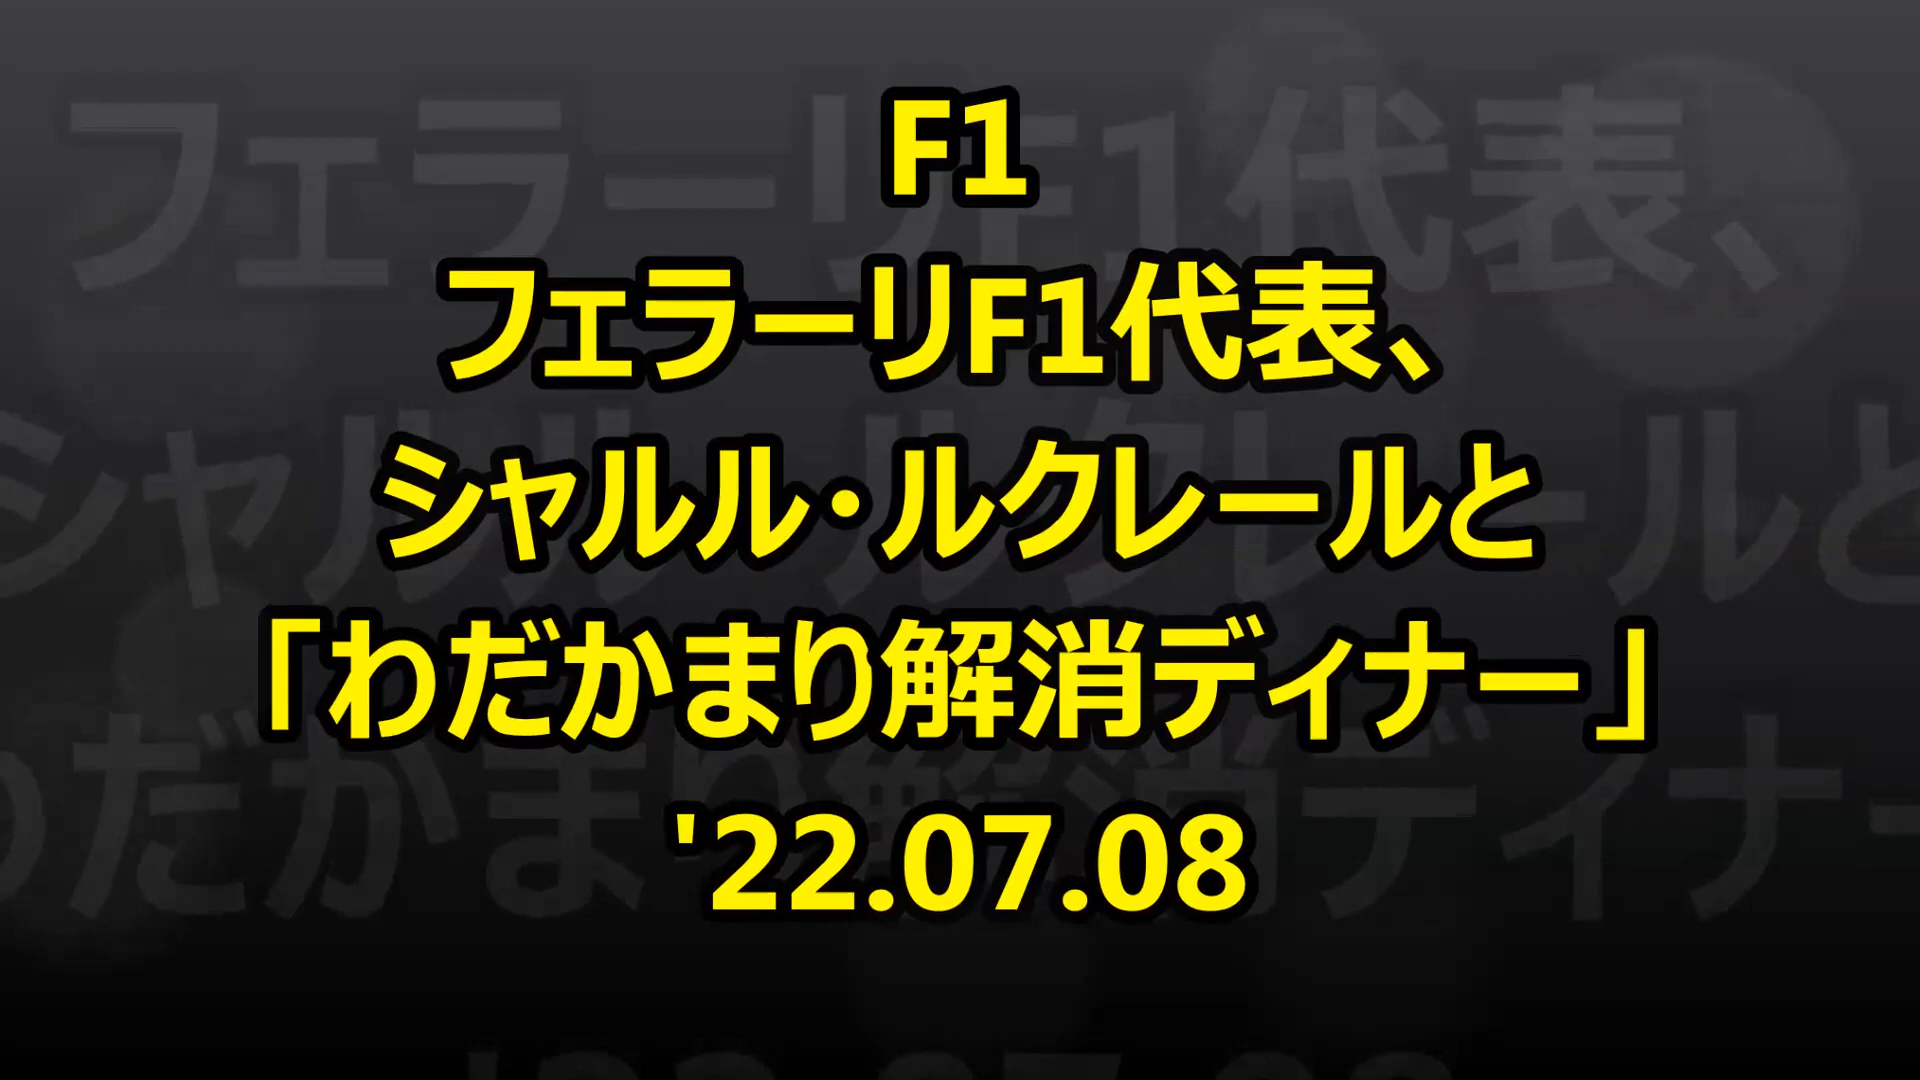 F1
フェラーリF1代表、
シャルル・ルクレールと
「わだかまり解消ディナー」
'22.07.08